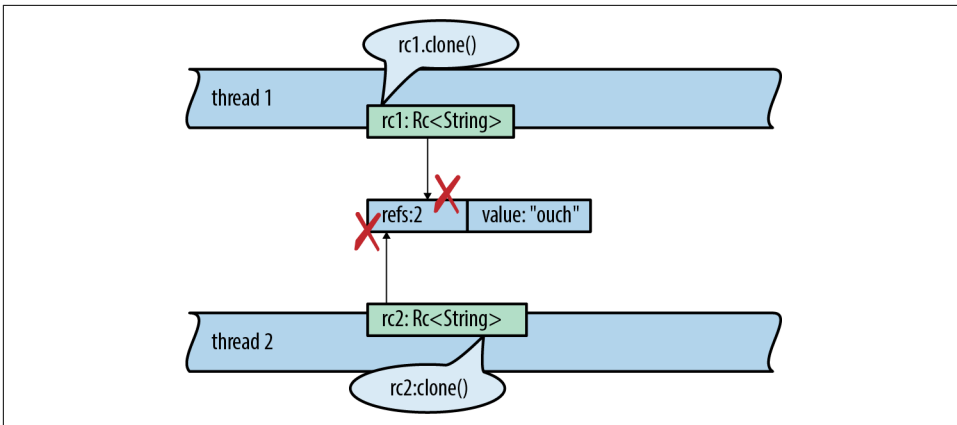 rc1.clone()
thread 1
rc1: Rc<String>
refs:2
value: "ouch"
rc2: Rc<String>
thread 2
rc2:clone()